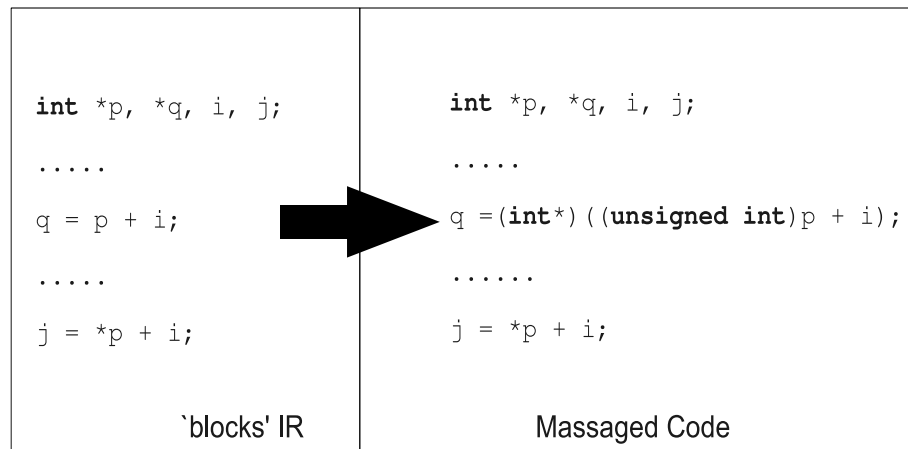 int *p, *q, i, j;
.....
q = p + i;
.....
j = *p + i;
`blocks' IR
int *p, *q, i, j;
.....
q =(int*)((unsigned int)p + i);
......
j = *p + i;
Massaged Code